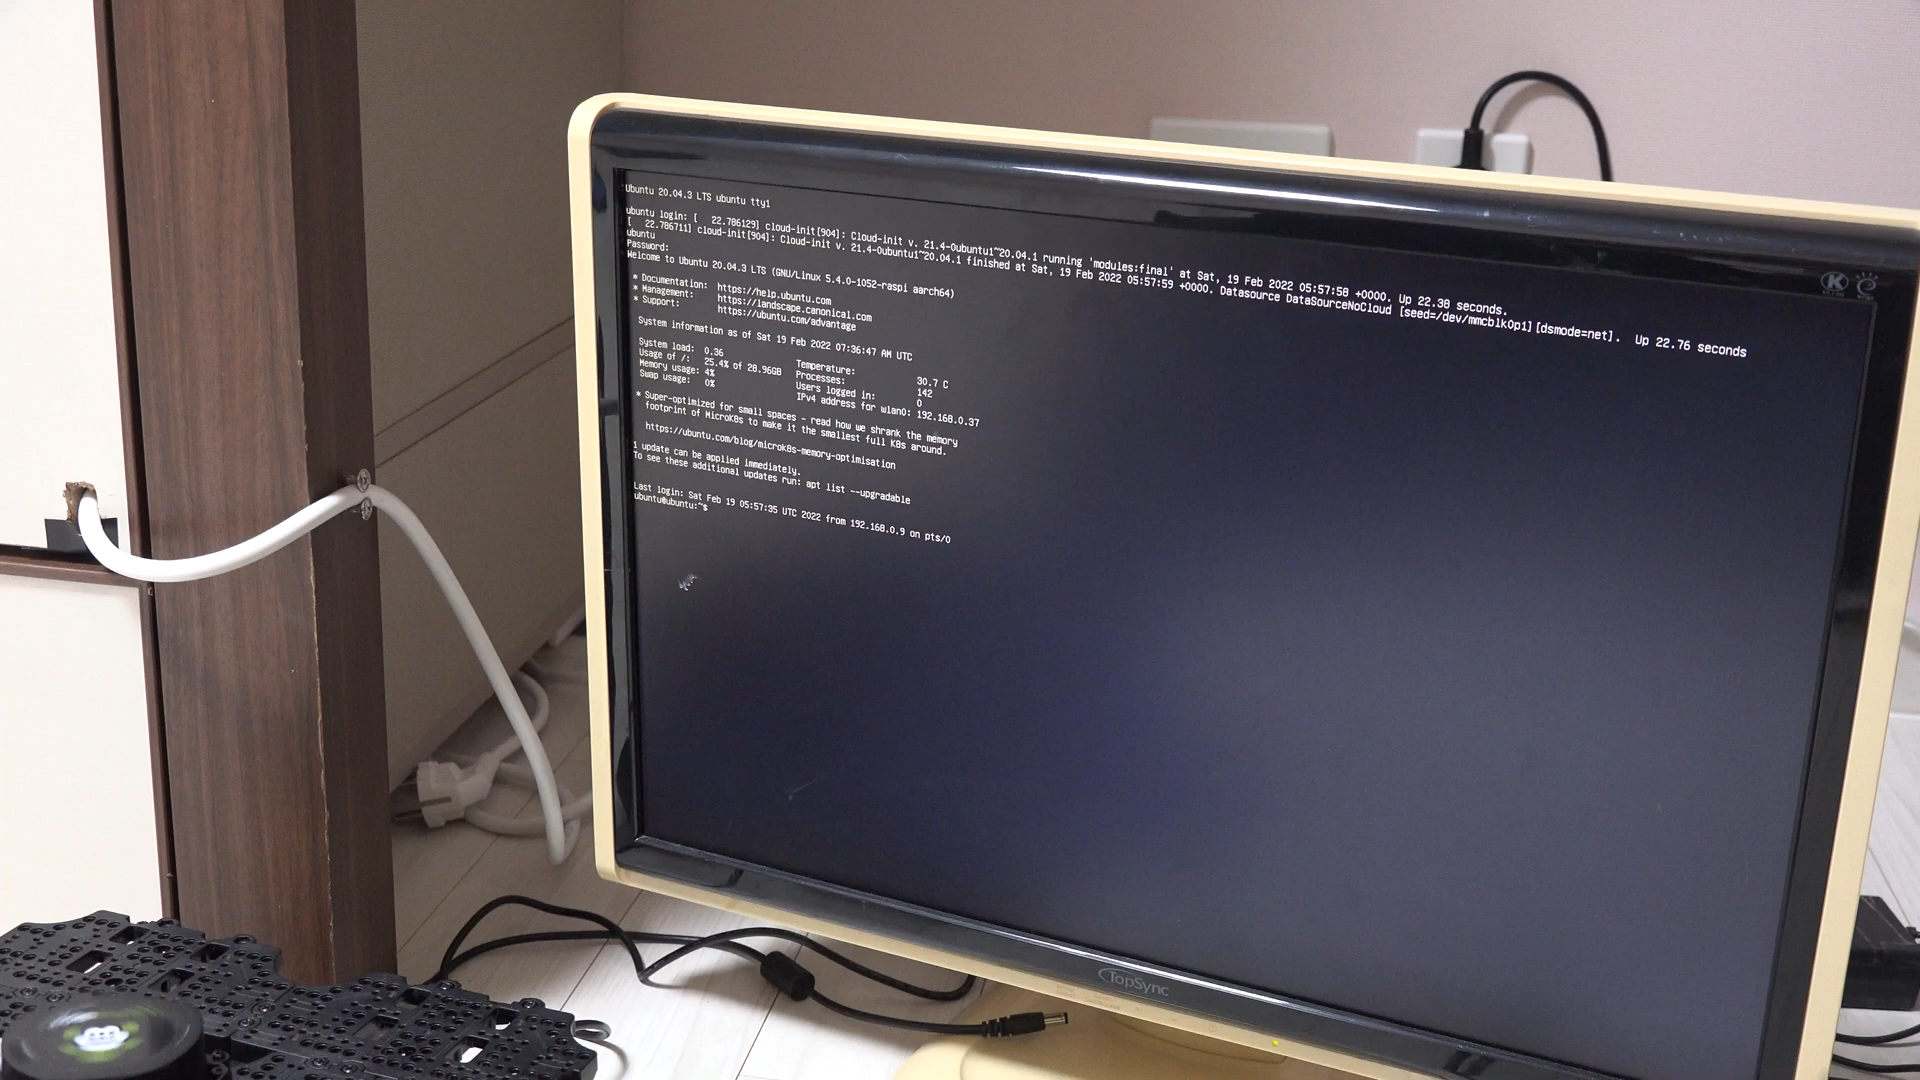 Ubuntu 20.04.3 LTS ubuntu tty1
ubuntu login: [   22.786129] cloud-init[904]: Cloud-init v. 21.4-0ubuntu1~20.04.1 running 'modules:final' at Sat, 19 Feb 2022 05:57:58 +0000. Up 22.38 seconds.
[   22.786711] cloud-init[904]: Cloud-init v. 21.4-0ubuntu1~20.04.1 finished at Sat, 19 Feb 2022 05:57:59 +0000. Datasource DataSourceNoCloud [seed=/dev/mmcblk0p1][dsmode=net].  Up 22.76 seconds
ubuntu
Password:
Welcome to Ubuntu 20.04.3 LTS (GNU/Linux 5.4.0-1052-raspi aarch64)
* Documentation:  https://help.ubuntu.com
* Management:     https://landscape.canonical.com
* Support:        https://ubuntu.com/advantage
System information as of Sat 19 Feb 2022 07:36:47 AM UTC
System load:  0.36               Temperature:           30.7 C
Usage of /:   25.4% of 28.96GB   Processes:             142
Memory usage: 4%                 Users logged in:       0
Swap usage:   0%                 IPv4 address for wlan0: 192.168.0.37
* Super-optimized for small spaces - read how we shrank the memory
footprint of MicroK8s to make it the smallest full K8s around.
https://ubuntu.com/blog/microk8s-memory-optimisation
1 update can be applied immediately.
To see these additional updates run: apt list --upgradable
Last login: Sat Feb 19 05:57:35 UTC 2022 from 192.168.0.9 on pts/0
ubuntu@ubuntu:~$
K
e
TopSync